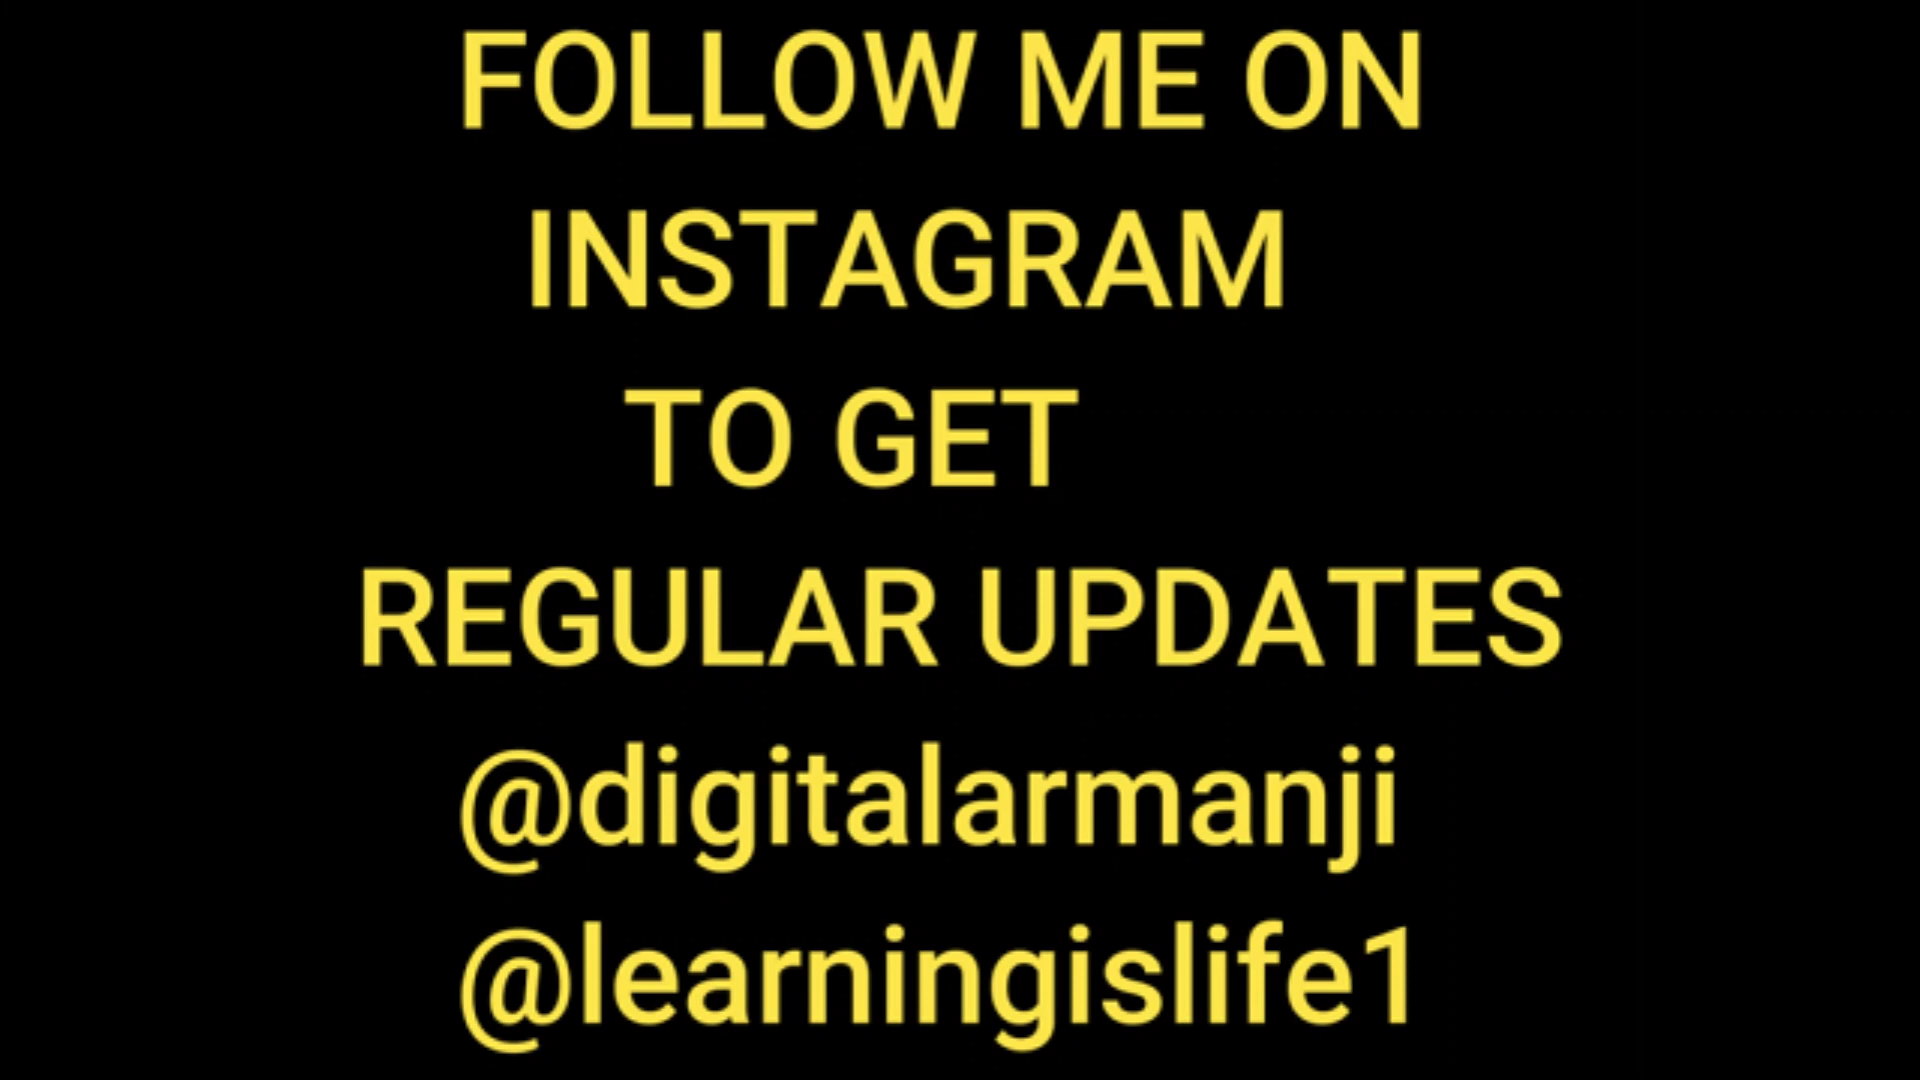 FOLLOW ME ON
INSTAGRAM
TO GET
REGULAR UPDATES
@digitalarmanji
@learningislife1